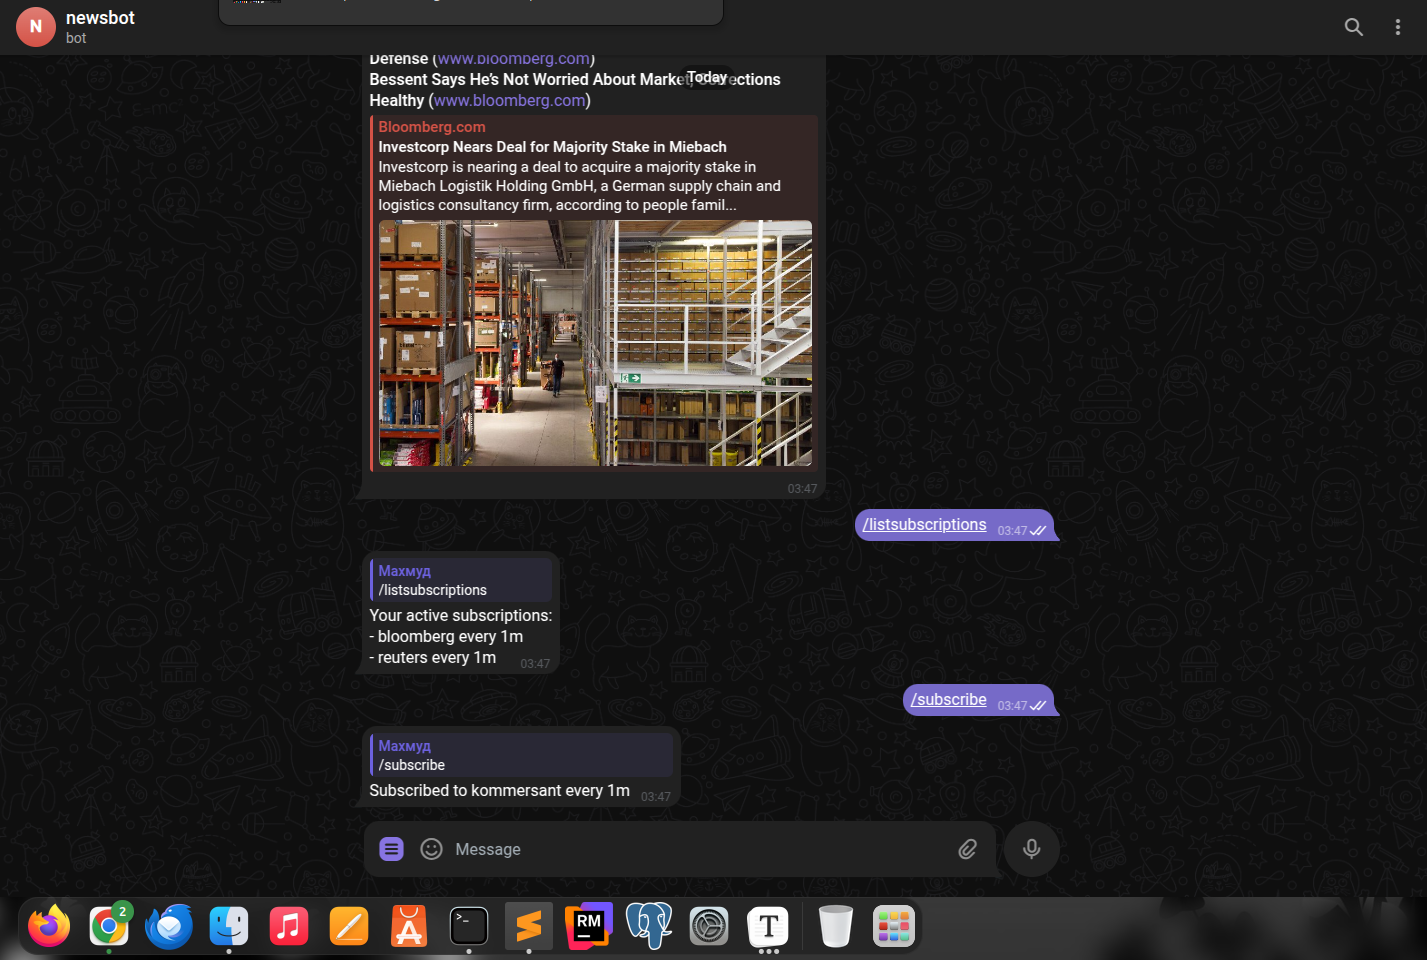 N
newsbot
bot
Defense (www.bloomberg.com)
Today
Bessent Says He's Not Worried About Market, Corrections
Healthy (www.bloomberg.com)
Bloomberg.com
Investcorp Nears Deal for Majority Stake in Miebach
Investcorp is nearing a deal to acquire a majority stake in
Miebach Logistik Holding GmbH, a German supply chain and
logistics consultancy firm, according to people famil...
03:47
/listsubscriptions 03:47
Махмуд
/listsubscriptions
Your active subscriptions:
- bloomberg every 1m
- reuters every 1m 03:47
/subscribe 03:47
Махмуд
/subscribe
Subscribed to kommersant every 1m 03:47
Message
2
>_
RM
T